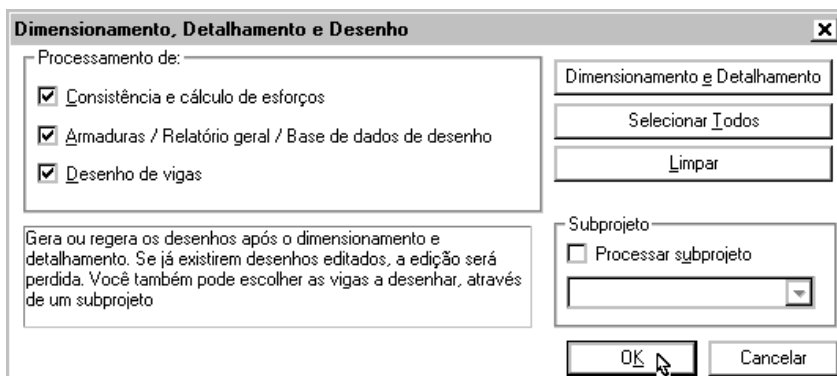 Dimensionamento, Detalhamento e Desenho
Processamento de:
Consistência e cálculo de esforços
Armaduras / Relatório geral / Base de dados de desenho
Desenho de vigas
Dimensionamento e Detalhamento
Selecionar Todos
Limpar
Gera ou regera os desenhos após o dimensionamento e
detalhamento. Se já existirem desenhos editados, a edição será
perdida. Você também pode escolher as vigas a desenhar, através
de um subprojeto
Subprojeto
Processar subprojeto
OK
Cancelar